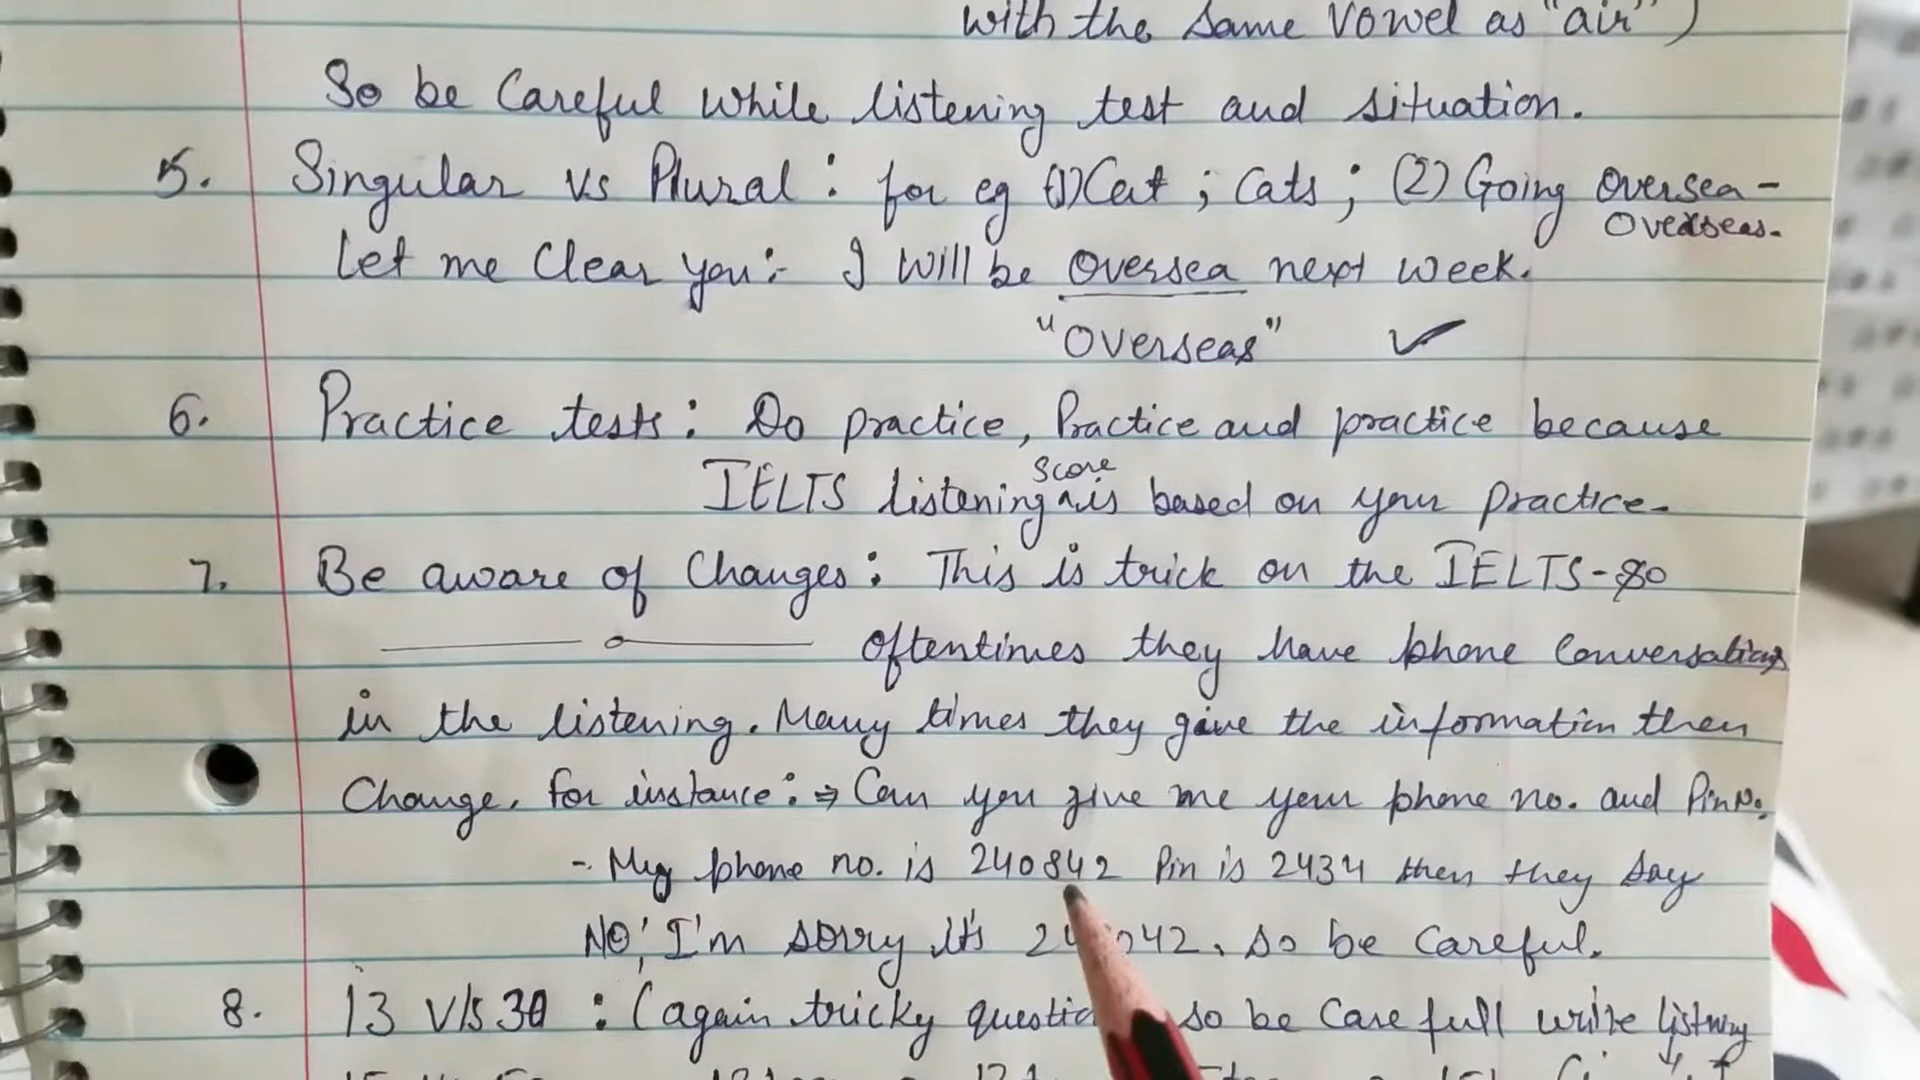 with the same vowel as "air")
So be Careful while listening test and situation.
5. Singular vs Plural : for eg (1) Cat ; Cats ; (2) Going oversea -
overseas.
Let me Clear you :- I will be oversea next week.
"Overseas" ✓
6. Practice tests : Do practice, Practice and practice because
score
IELTS listening ^ is based on your practice.
7. Be aware of Changes : This is trick on the IELTS - so
oftentimes they have phone Conversations
in the listening. Many times they give the information then
Change. for instance : ⇒ Can you give me your phone no. and Pin No.
- My phone no. is 240842 Pin is 2434 then they say
NO! I'm sorry it's 242. So be Careful.
8. 13 V/S 30 : (again tricky so be Care full write